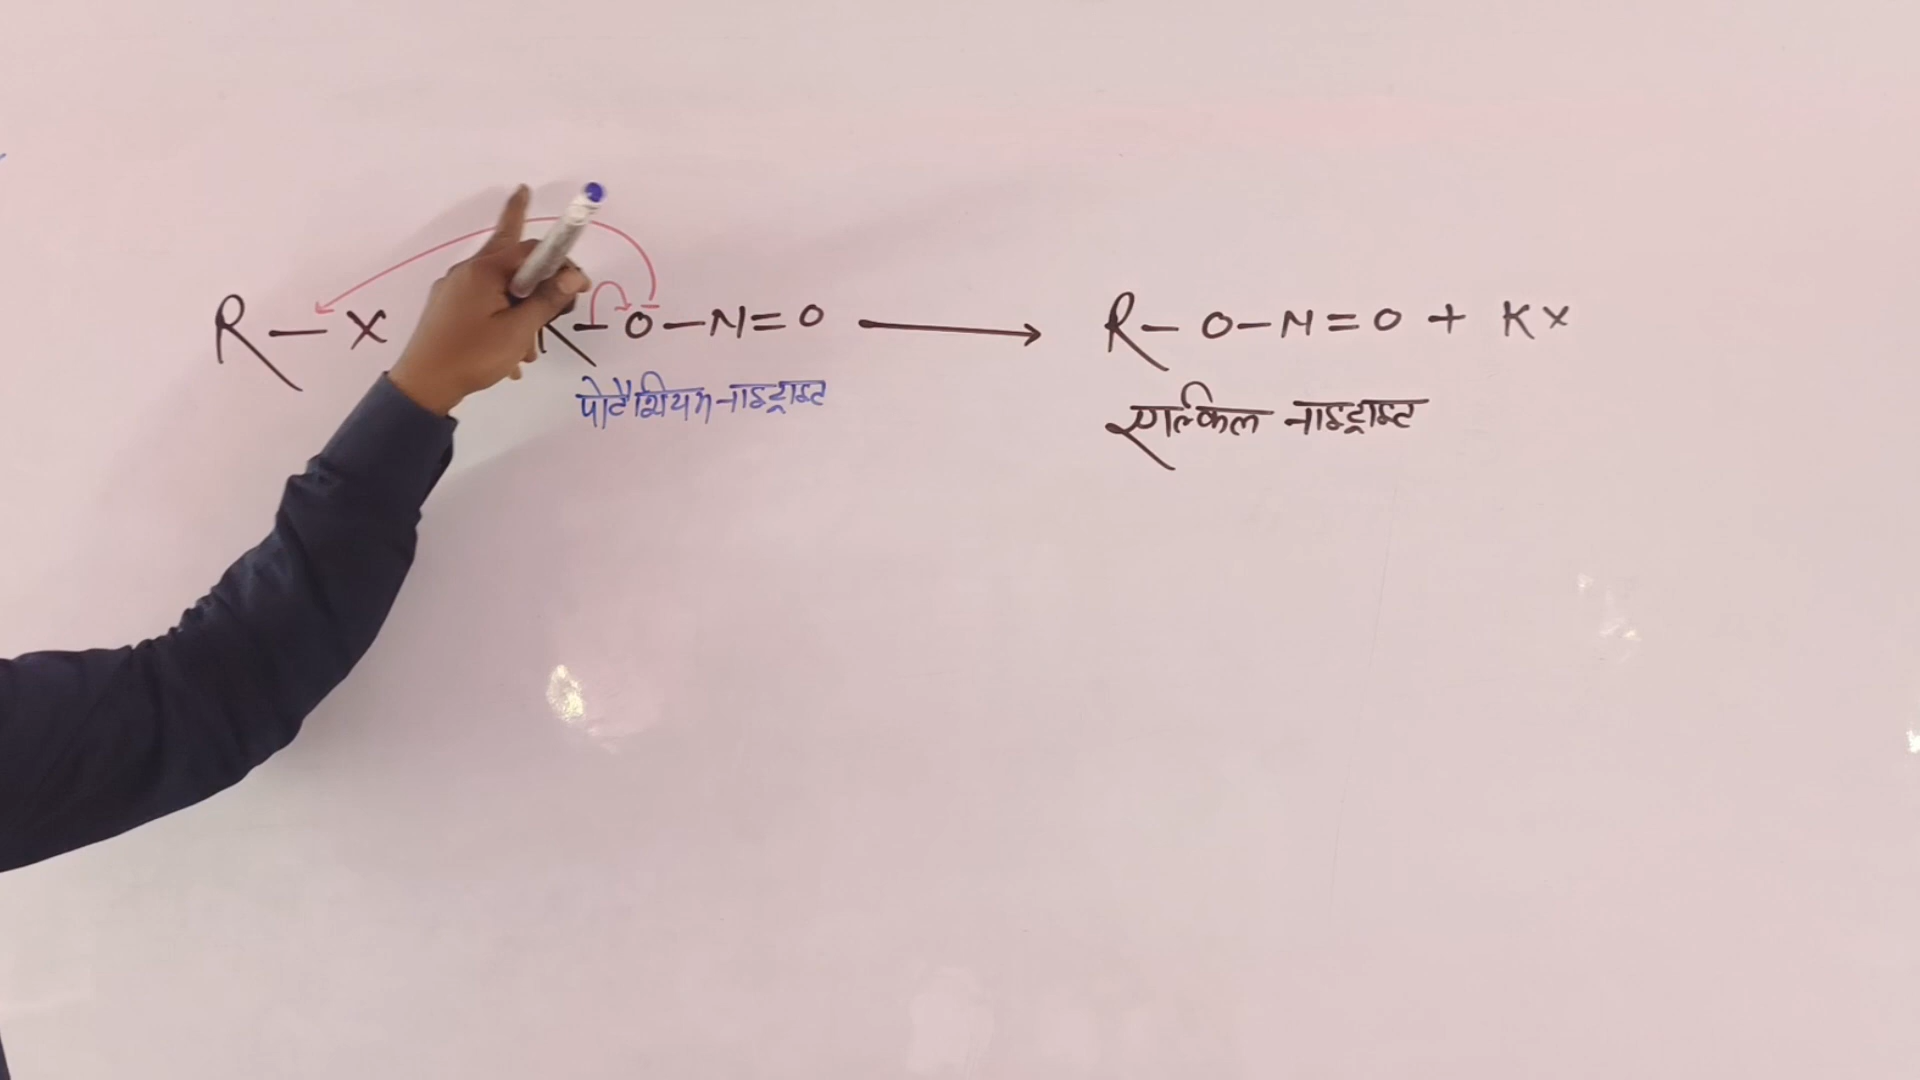 R-X K-O-N=O ⟶ R-O-N=O + KX
पोटैशियम नाइट्राइट एल्किल नाइट्राइट